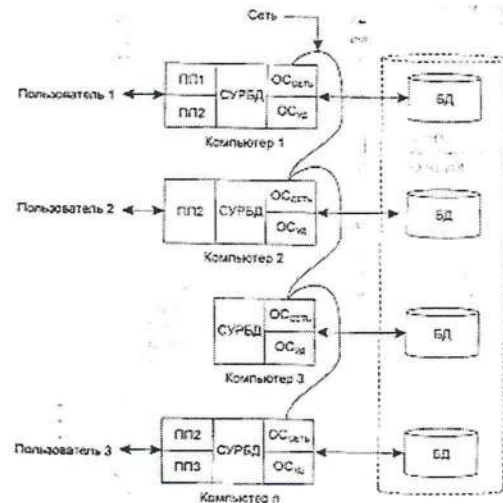 Сеть
ПП1
ПП2
СУРБД
ОСсеть
ОСУД
Пользователь 1
БД
Компьютер 1
Пользователь 2
ПП2
СУРБД
ОСсеть
ОСУД
БД
Компьютер 2
СУРБД
ОСсеть
ОСУД
БД
Компьютер 3
Пользователь 3
ПП2
ПП3
СУРБД
ОСсеть
ОСУД
БД
Компьютер n